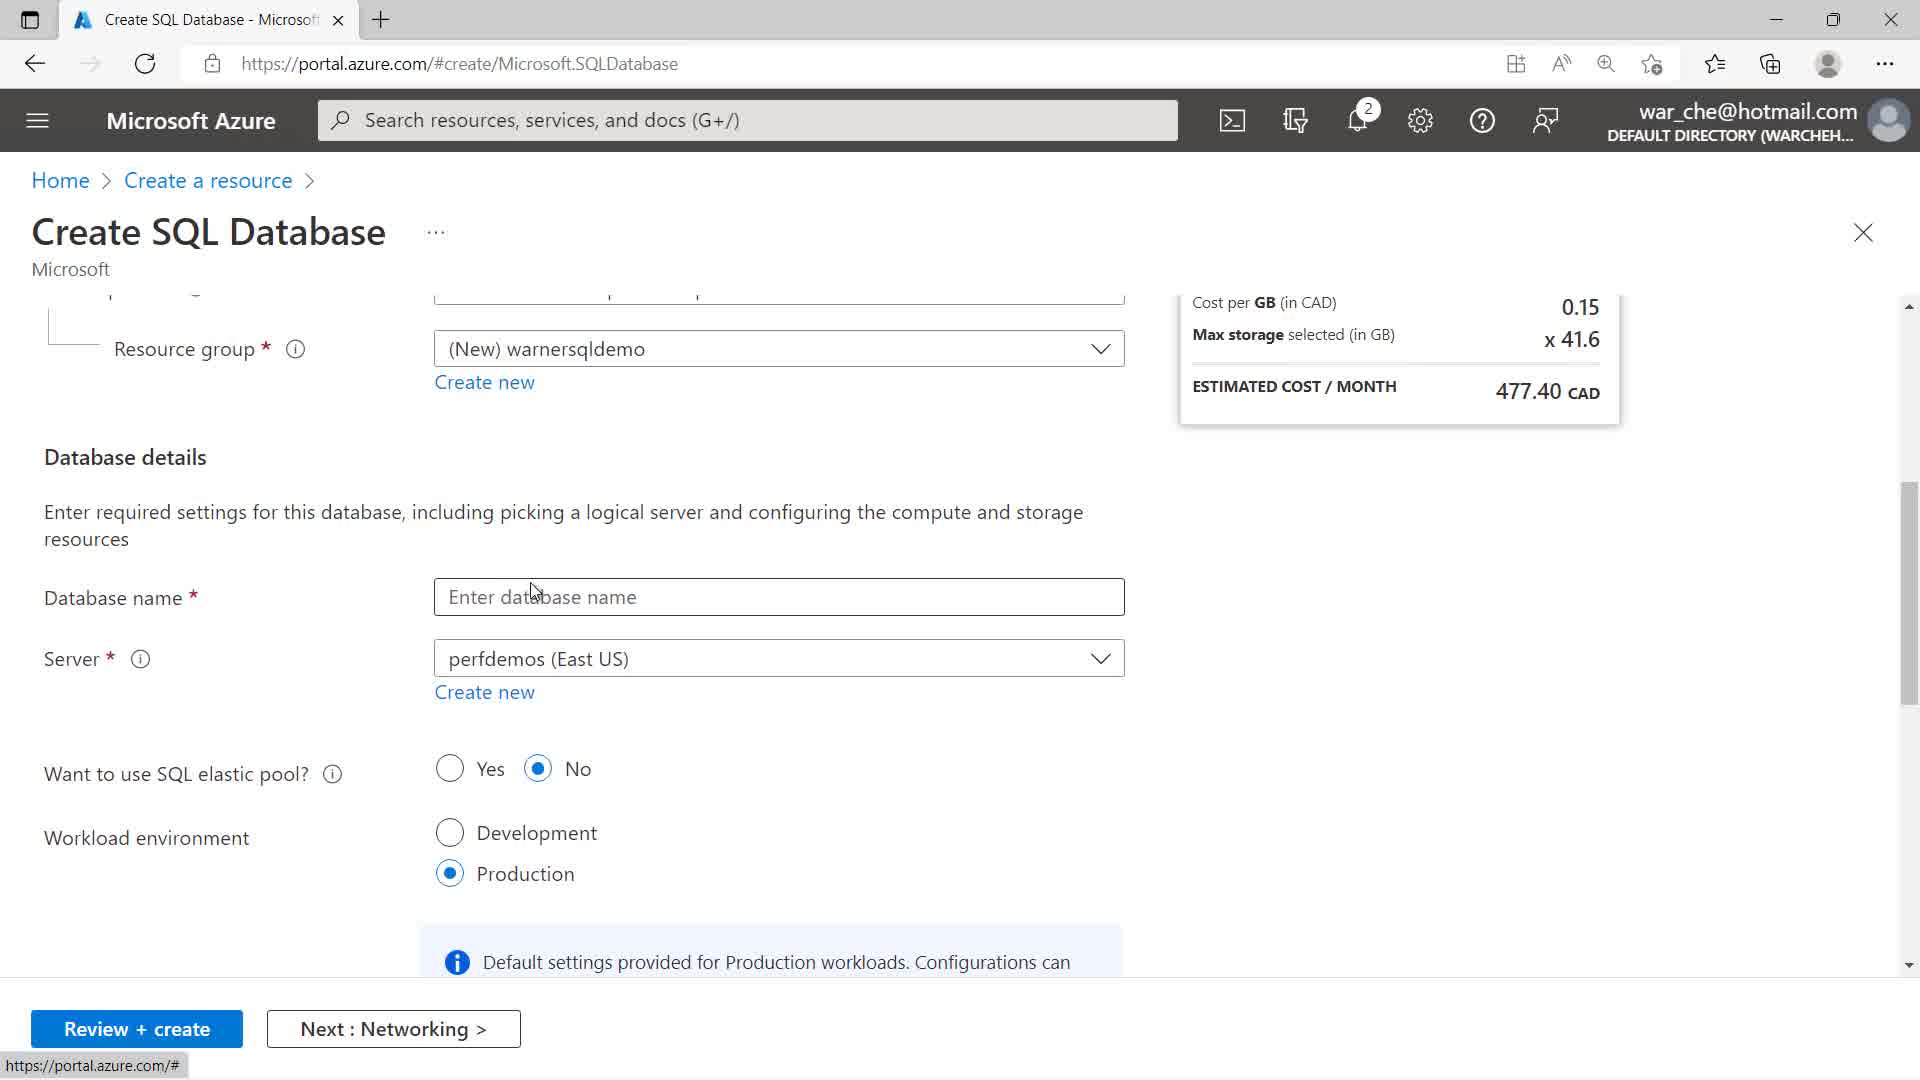 Create SQL Database - Microsof
https://portal.azure.com/#create/Microsoft.SQLDatabase
Microsoft Azure
Search resources, services, and docs (G+/)
2
war_che@hotmail.com
DEFAULT DIRECTORY (WARCHEH...
Home > Create a resource >
Create SQL Database ...
Microsoft
Cost per GB (in CAD) 0.15
Max storage selected (in GB) x 41.6
ESTIMATED COST / MONTH 477.40 CAD
Resource group * (New) warnersqldemo
Create new
Database details
Enter required settings for this database, including picking a logical server and configuring the compute and storage
resources
Database name * Enter database name
Server * perfdemos (East US)
Create new
Want to use SQL elastic pool? Yes No
Workload environment Development
Production
Default settings provided for Production workloads. Configurations can
Review + create Next : Networking >
https://portal.azure.com/#